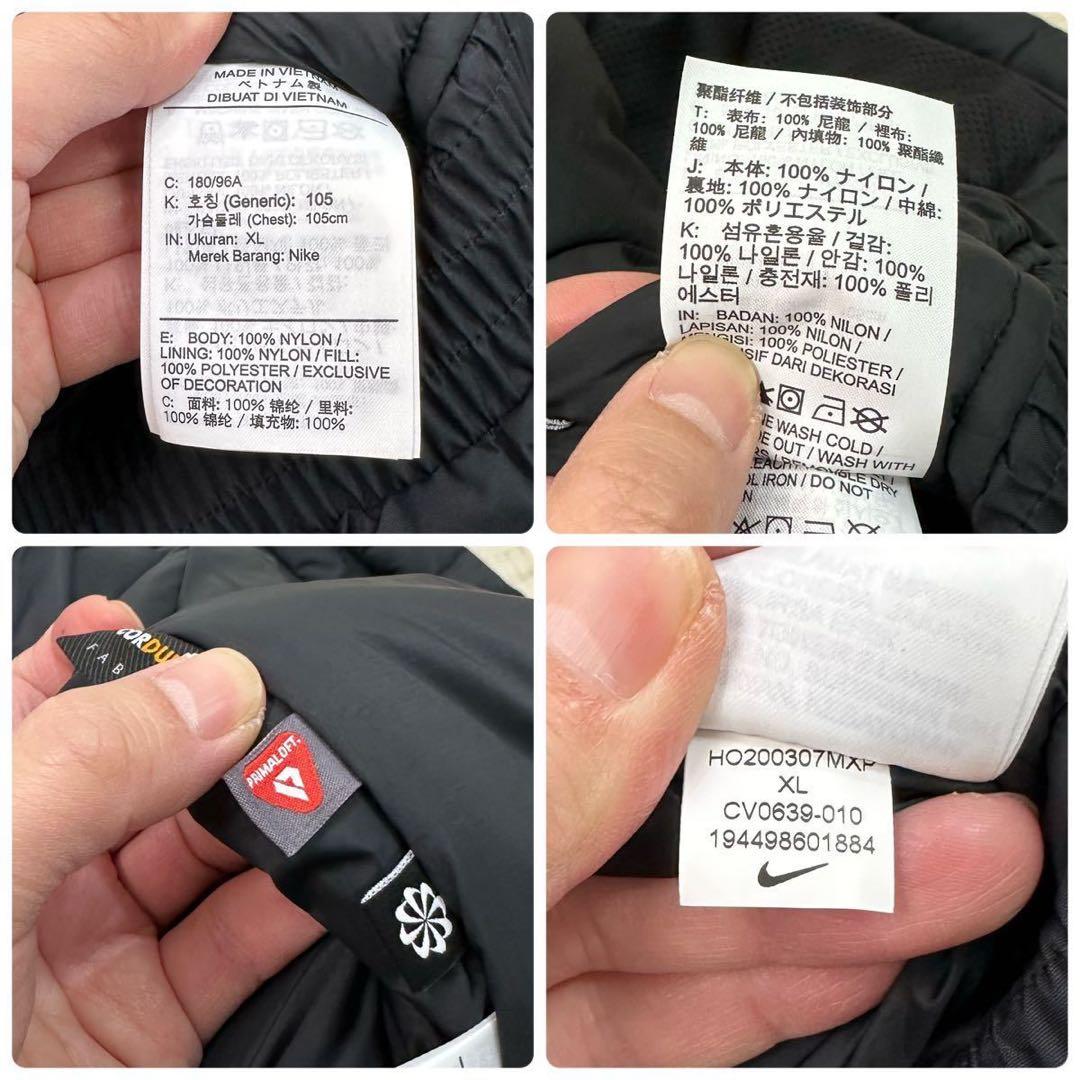 MADE IN VIETNAM
ベトナム製
DIBUAT DI VIETNAM
C: 180/96A
K: 호칭 (Generic): 105
가슴둘레 (Chest): 105cm
IN: Ukuran: XL
Merek Barang: Nike
E: BODY: 100% NYLON /
LINING: 100% NYLON / FILL:
100% POLYESTER / EXCLUSIVE
OF DECORATION
C: 面料: 100% 锦纶 / 里料:
100% 锦纶 / 填充物: 100%
聚酯纤维 / 不包括装饰部分
T: 表布: 100% 尼龍 / 裡布:
100% 尼龍 / 內填物: 100% 聚酯纖
維
J: 本体: 100% ナイロン /
裏地: 100% ナイロン / 中綿:
100% ポリエステル
K: 섬유혼용율 / 겉감:
100% 나일론 / 안감: 100%
나일론 / 충전재: 100% 폴리
에스터
IN: BADAN: 100% NILON /
LAPISAN: 100% NILON /
MENGISI: 100% POLIESTER /
DARI DEKORASI
WASH COLD /
OUT / WASH WITH
DRY
IRON / DO NOT
PRIMALOFT.
HO200307MXP
XL
CV0639-010
194498601884